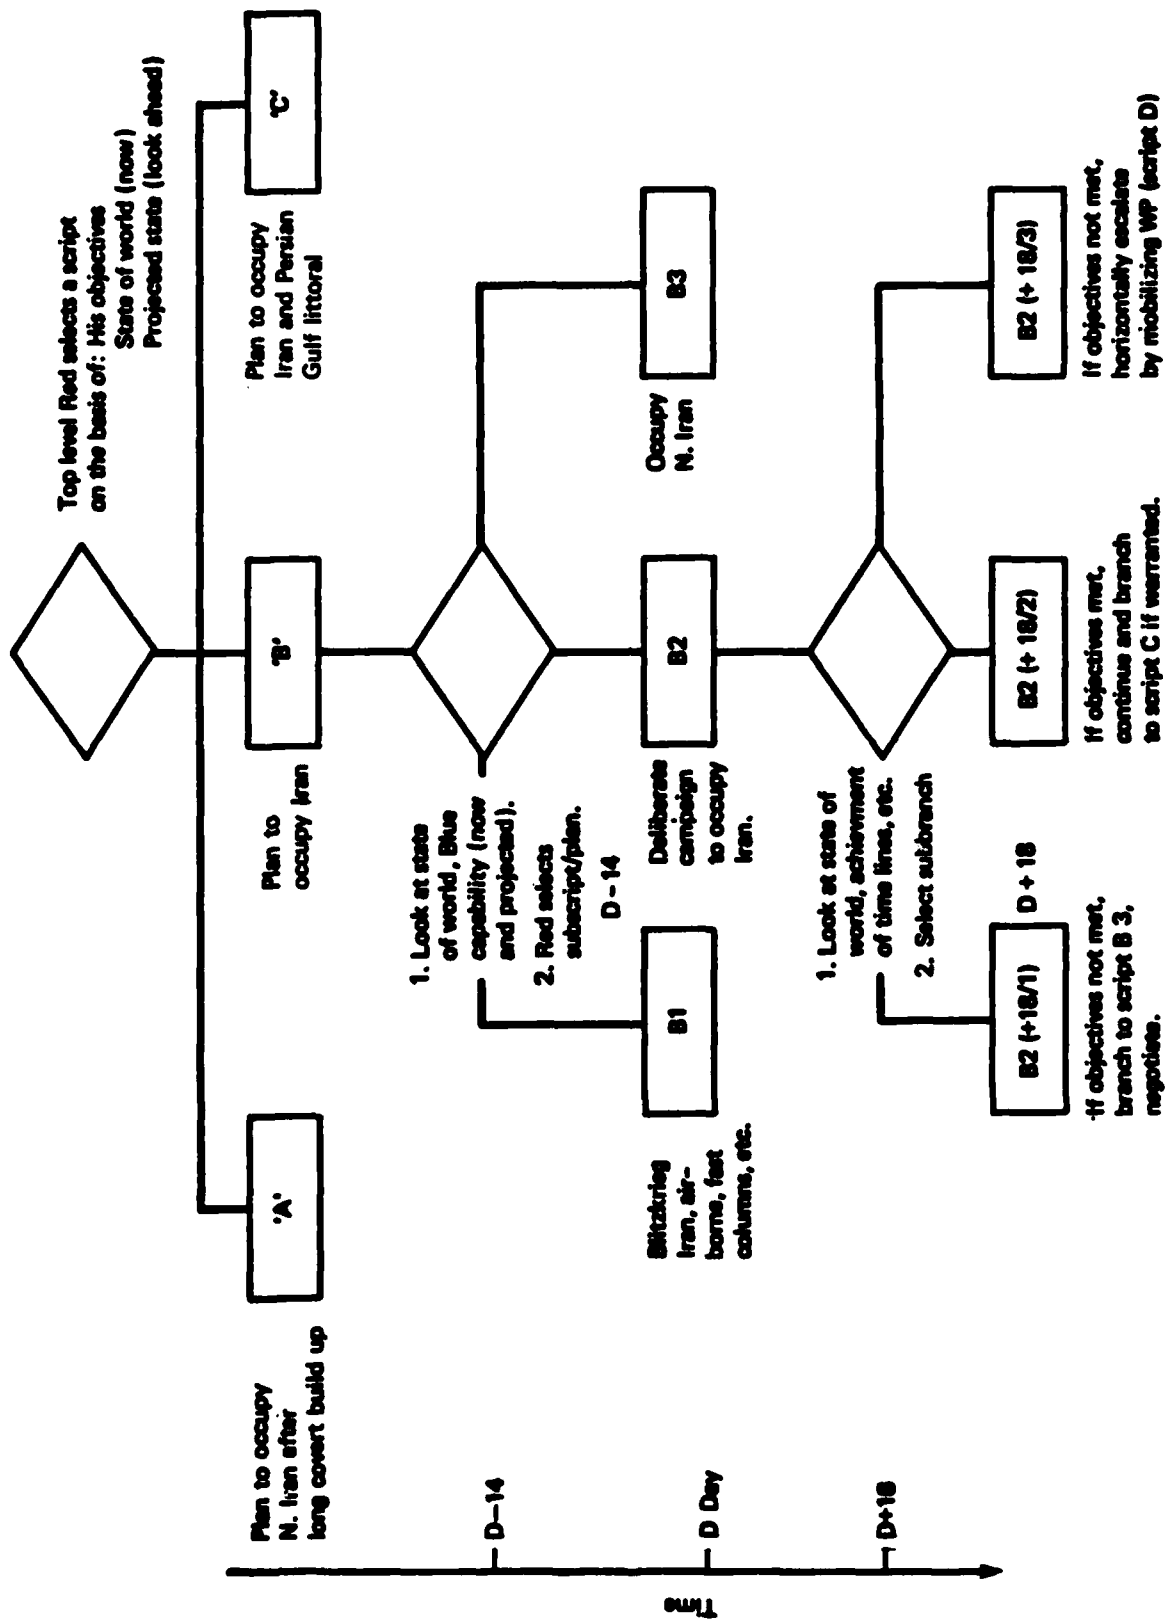 Top level Red selects a script
on the basis of: His objectives
State of world (now)
Projected state (look ahead)
'A'
Plan to occupy
N. Iran after
long covert build up
'B'
Plan to
occupy Iran
'C'
Plan to occupy
Iran and Persian
Gulf littoral
1. Look at state
of world, Blue
capability (now
and projected).
2. Red selects
subscript/plan.
D-14
B1
Blitzkrieg
Iran, air-
borne, fast
columns, etc.
B2
Deliberate
campaign
to occupy
Iran.
B3
Occupy
N. Iran
1. Look at state of
world, achievment
of time lines, etc.
2. Select subbranch
D + 18
B2 (+18/1)
If objectives not met,
branch to script B 3,
negotiate.
B2 (+ 18/2)
If objectives met,
continue and branch
to script C if warranted.
B2 (+ 18/3)
If objectives not met,
horizontally escalate
by mobilizing WP (script D)
Time
D-14
D Day
D+18